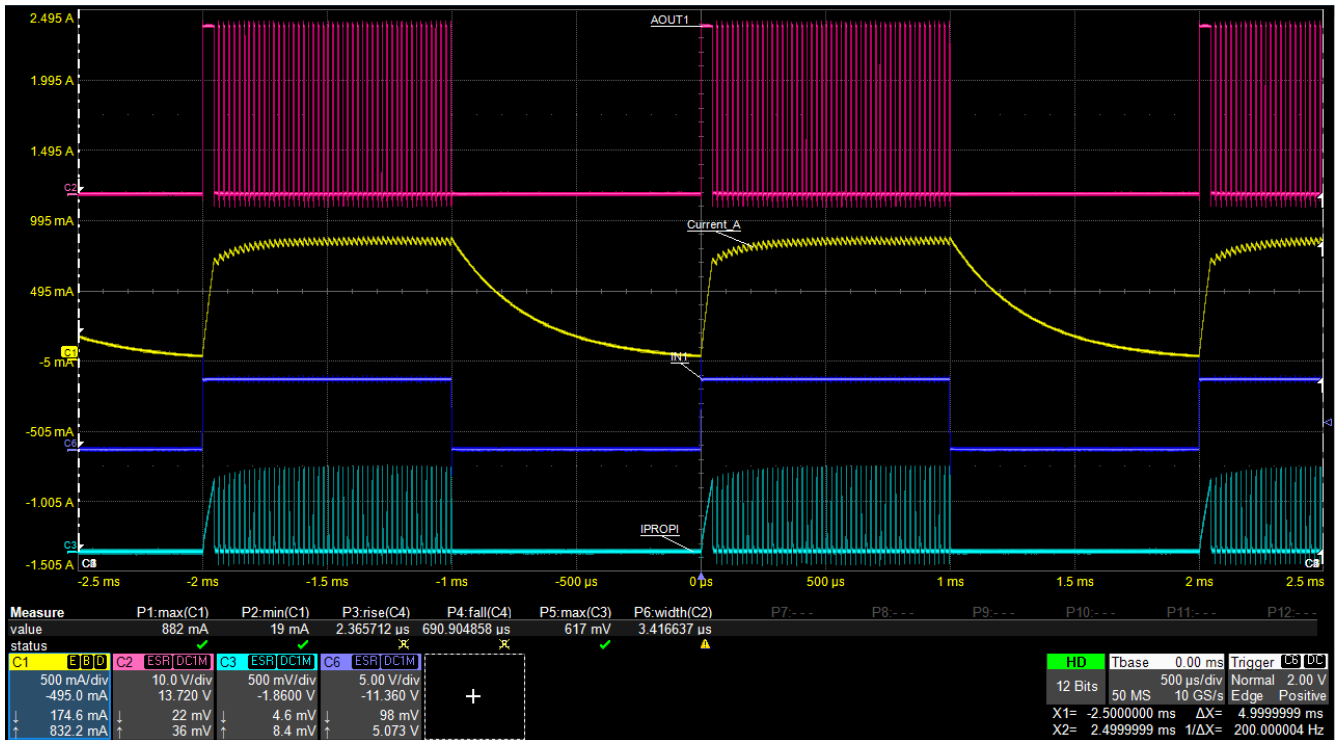 2.495 A
AOUT1
1.995 A
1.495 A
C2
995 mA
Current_A
495 mA
C1
-5 mA
IN1
-505 mA
C6
-1.005 A
IPROPI
C3
-1.505 A
-2.5 ms -2 ms -1.5 ms -1 ms -500 µs 0 µs 500 µs 1 ms 1.5 ms 2 ms 2.5 ms
Measure P1:max(C1) P2:min(C1) P3:rise(C4) P4:fall(C4) P5:max(C3) P6:width(C2) P7:- - - P8:- - - P9:- - - P10:- - - P11:- - - P12:- - -
value 882 mA 19 mA 2.365712 µs 690.904858 µs 617 mV 3.416637 µs
status
C1 E B D C2 ESR DC1M C3 ESR DC1M C6 ESR DC1M HD Tbase 0.00 ms Trigger C6 DC
500 mA/div 10.0 V/div 500 mV/div 5.00 V/div 12 Bits 500 µs/div Normal 2.00 V
-495.0 mA 13.720 V -1.8600 V -11.360 V 50 MS 10 GS/s Edge Positive
↓ 174.6 mA ↓ 22 mV ↓ 4.6 mV ↓ 98 mV X1= -2.5000000 ms ΔX= 4.9999999 ms
↑ 832.2 mA ↑ 36 mV ↑ 8.4 mV ↑ 5.073 V X2= 2.4999999 ms 1/ΔX= 200.000004 Hz